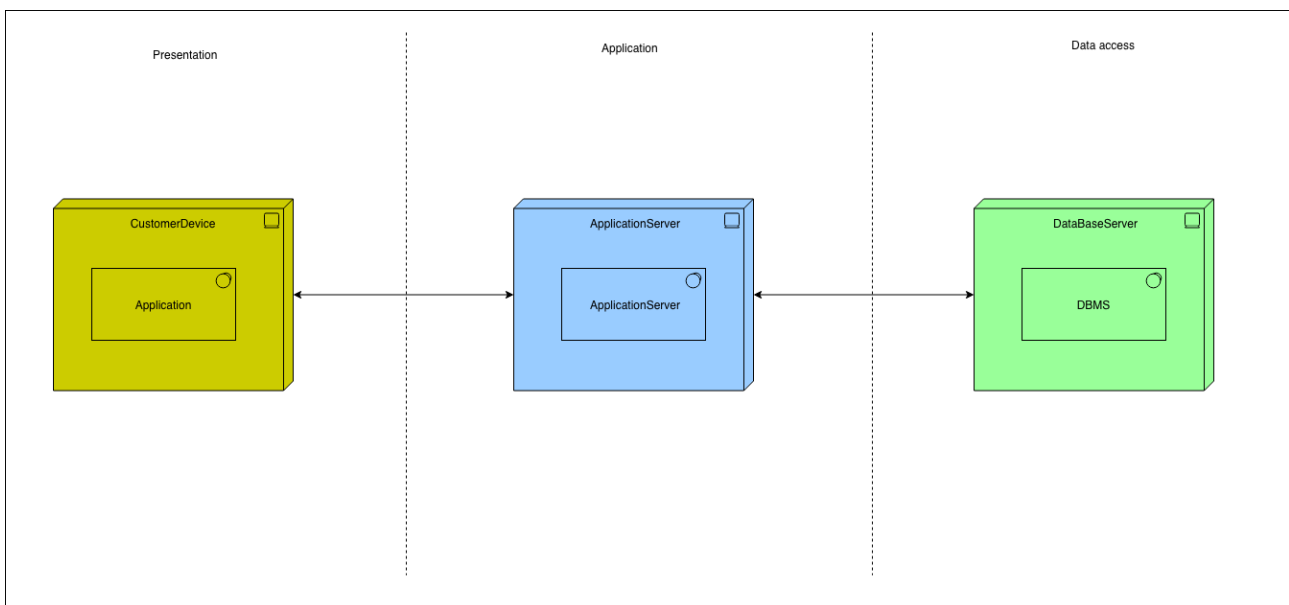 Presentation
Application
Data access
CustomerDevice
ApplicationServer
DataBaseServer
Application
ApplicationServer
DBMS